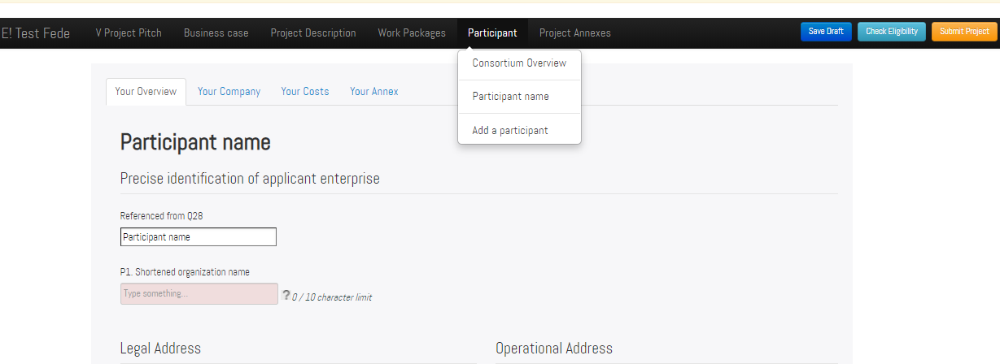 E! Test Fede V Project Pitch Business case Project Description Work Packages Participant Project Annexes Save Draft Check Eligibility Submit Project
Consortium Overview
Participant name
Add a participant
Your Overview Your Company Your Costs Your Annex
Participant name
Precise identification of applicant enterprise
Referenced from Q28
Participant name
P1. Shortened organization name
Type something... ? 0 / 10 character limit
Legal Address Operational Address